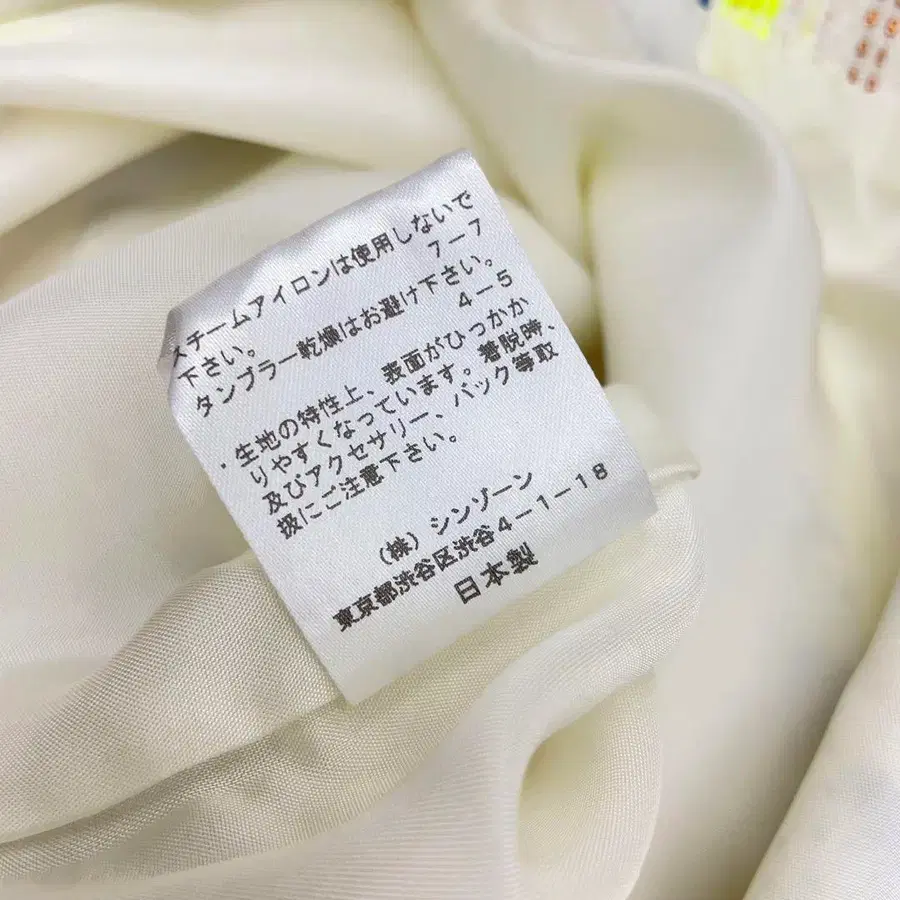 スチームアイロンは使用しないで
下さい。 7-7
タンブラー乾燥はお避け下さい。
4-5
・生地の特性上、表面がひっかか
りやすくなっています。着脱時、
及びアクセサリー、バック等取
扱にご注意下さい。
(株) シンゾーン
東京都渋谷区渋谷4-1-18
日本製